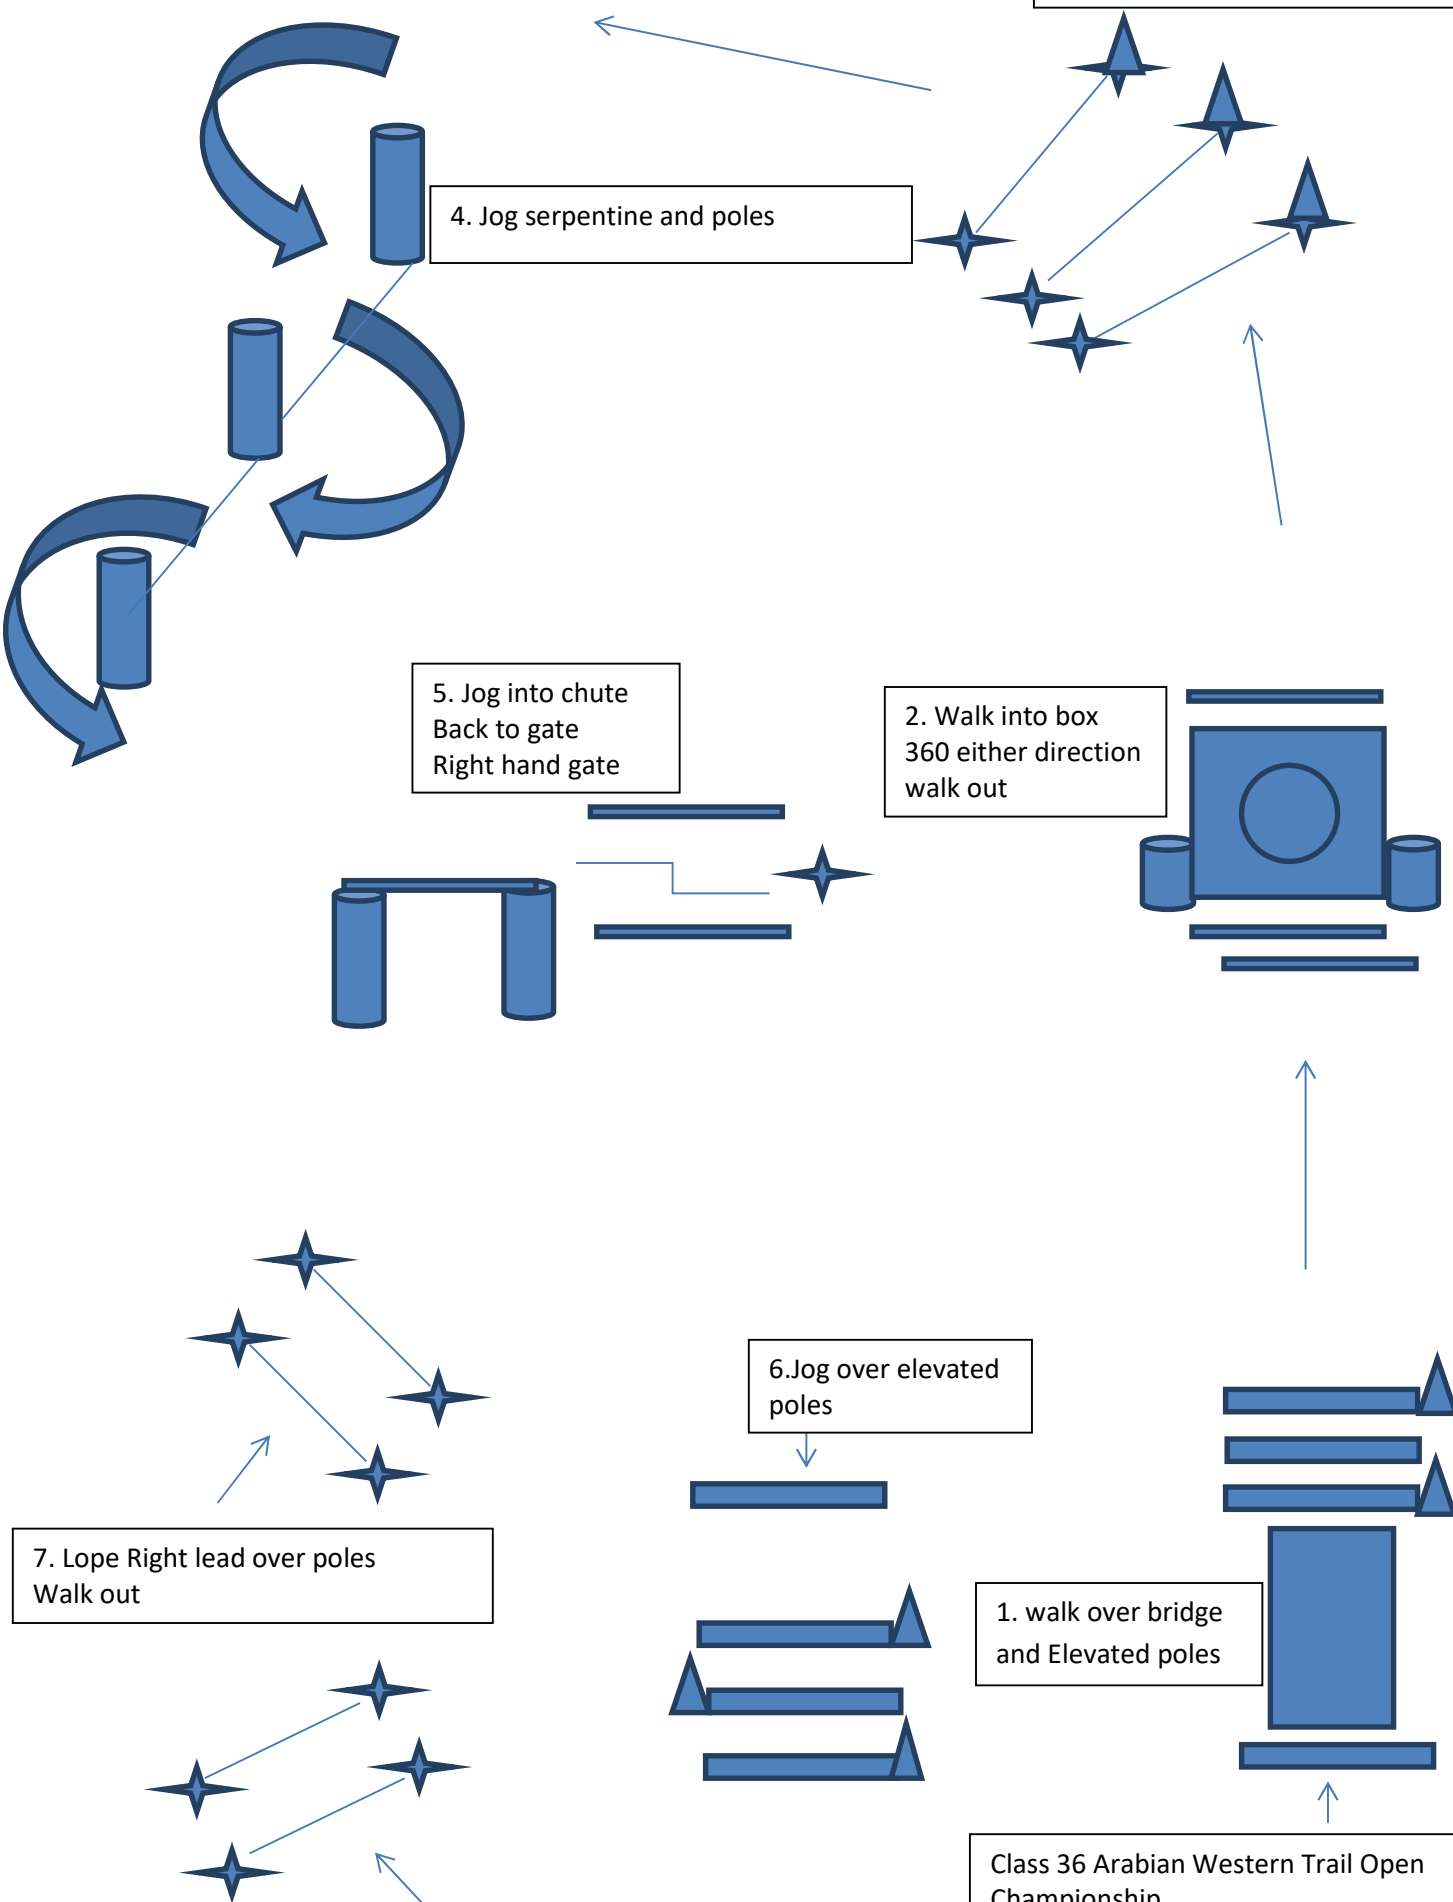 4. Jog serpentine and poles
5. Jog into chute
Back to gate
Right hand gate
2. Walk into box
360 either direction
walk out
6.Jog over elevated
poles
7. Lope Right lead over poles
Walk out
1. walk over bridge
and Elevated poles
Class 36 Arabian Western Trail Open
Championship